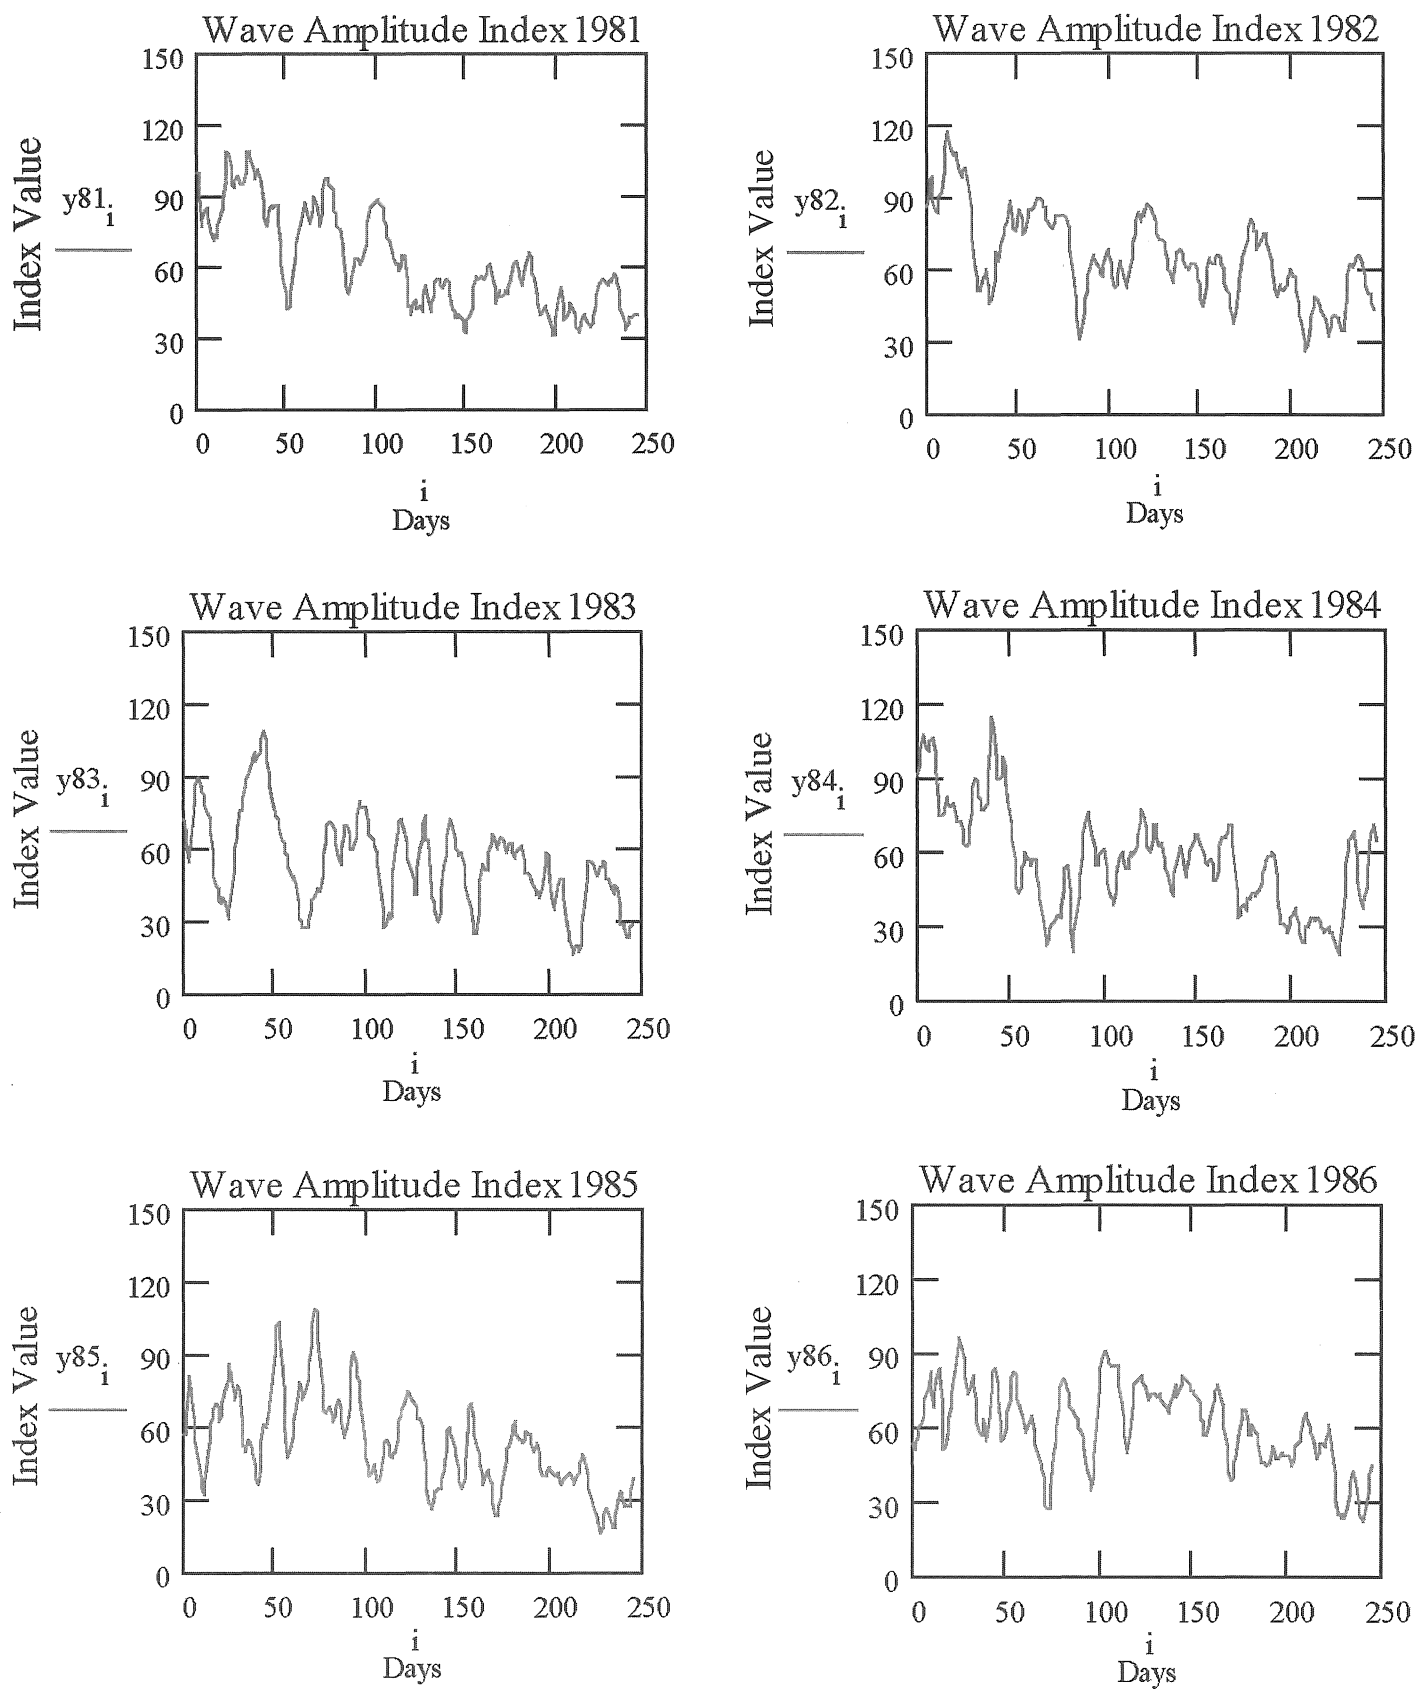 Wave Amplitude Index 1981
150
120
90
60
30
0
Index Value
y81.i
0 50 100 150 200 250
i
Days
Wave Amplitude Index 1982
150
120
90
60
30
0
Index Value
y82.i
0 50 100 150 200 250
i
Days
Wave Amplitude Index 1983
150
120
90
60
30
0
Index Value
y83.i
0 50 100 150 200 250
i
Days
Wave Amplitude Index 1984
150
120
90
60
30
0
Index Value
y84.i
0 50 100 150 200 250
i
Days
Wave Amplitude Index 1985
150
120
90
60
30
0
Index Value
y85.i
0 50 100 150 200 250
i
Days
Wave Amplitude Index 1986
150
120
90
60
30
0
Index Value
y86.i
0 50 100 150 200 250
i
Days